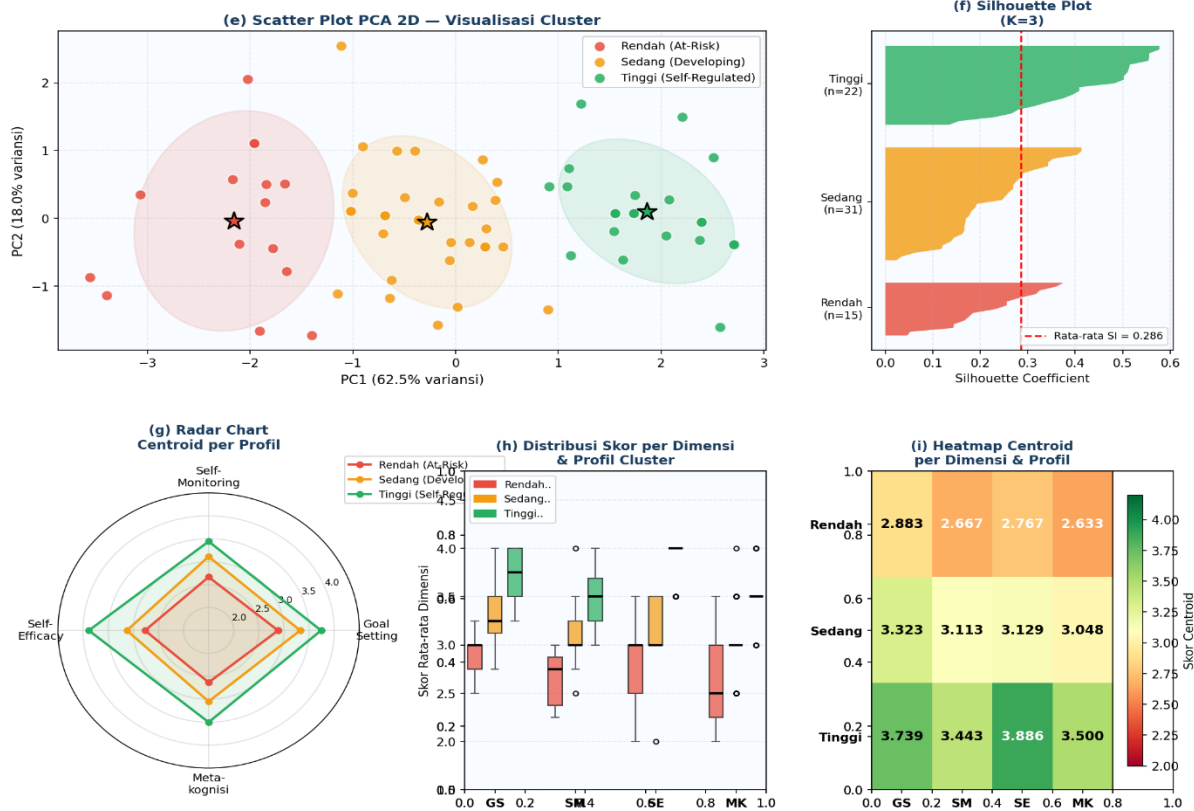 (e) Scatter Plot PCA 2D — Visualisasi Cluster
Rendah (At-Risk)
Sedang (Developing)
Tinggi (Self-Regulated)
PC2 (18.0% variansi)
2
1
0
−1
−3
−2
−1
0
1
2
3
PC1 (62.5% variansi)
(f) Silhouette Plot
(K=3)
Tinggi
(n=22)
Sedang
(n=31)
Rendah
(n=15)
Rata-rata SI = 0.286
0.0
0.1
0.2
0.3
0.4
0.5
0.6
Silhouette Coefficient
(g) Radar Chart
Centroid per Profil
Rendah (At-Risk)
Sedang (Develo
Tinggi (Self-Reg
Self-
Monitoring
Self-
Efficacy
Goal
Setting
Meta-
kognisi
2.0
2.5
3.0
3.5
4.0
(h) Distribusi Skor per Dimensi
& Profil Cluster
Rendah..
Sedang..
Tinggi..
Skor Rata-rata Dimensi
1.0
4.5
0.8
4.0
3.0
0.4
2.5
0.2
2.0
0.0
GS
0.2
SM
SE
0.8
MK
1.0
(i) Heatmap Centroid
per Dimensi & Profil
1.0
Rendah
0.8
0.6
Sedang
0.4
0.2
Tinggi
0.0
2.883
2.667
2.767
2.633
3.323
3.113
3.129
3.048
3.739
3.443
3.886
3.500
0.0
GS
0.2
SM
0.4
SE
0.6
MK
0.8
1.0
4.00
3.75
3.50
3.25
3.00
2.75
2.50
2.25
2.00
Skor Centroid